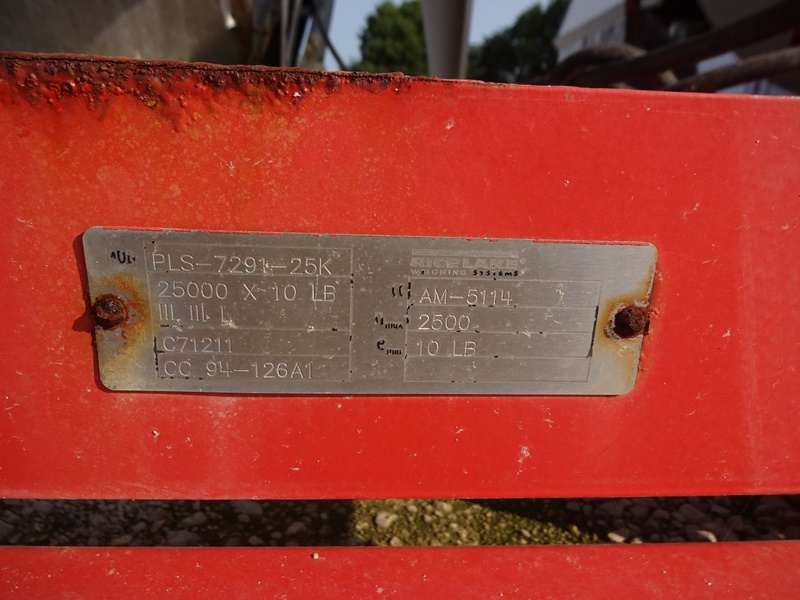 PLS-7291-25K
25000 X 10 LB
III, III L
C71211
CC 94-126A1
RICE LAKE
WEIGHING SYSTEMS
AM-5114
2500
10 LB